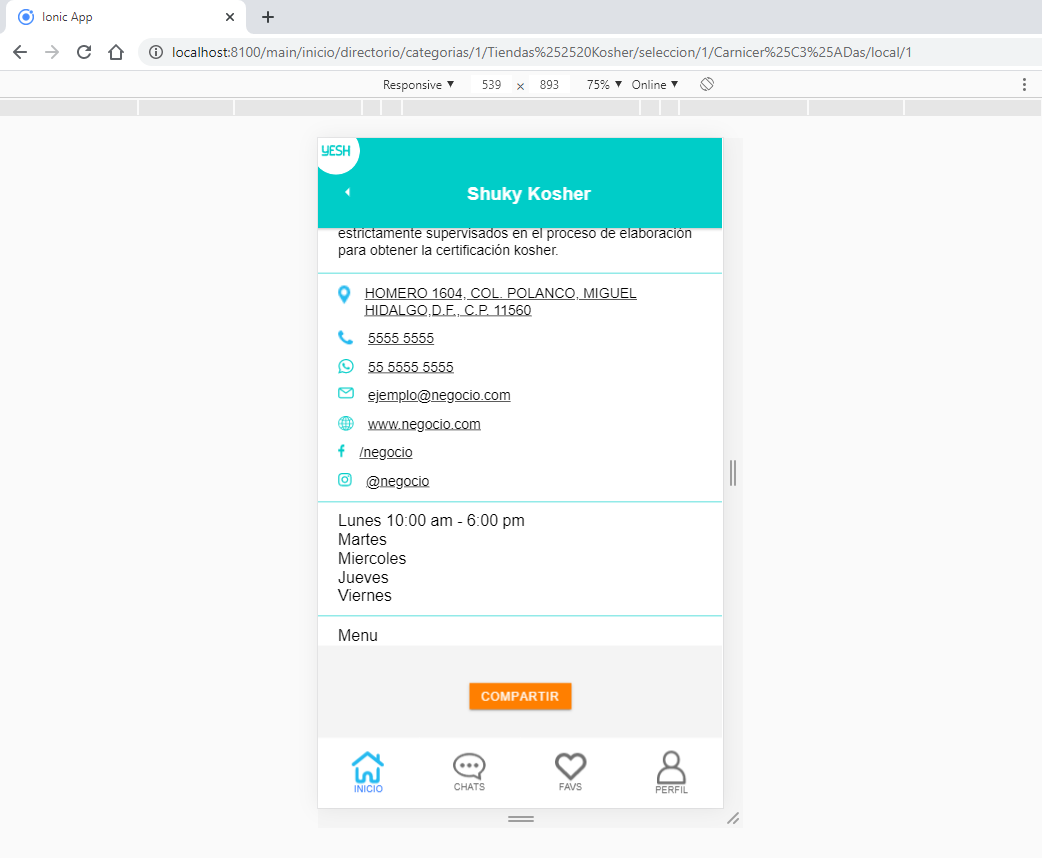 Ionic App
localhost:8100/main/inicio/directorio/categorias/1/Tiendas%252520Kosher/seleccion/1/Carnicer%25C3%25ADas/local/1
Responsive ▼ 539 x 893 75% ▼ Online ▼
YESH
Shuky Kosher
estrictamente supervisados en el proceso de elaboración
para obtener la certificación kosher.
HOMERO 1604, COL. POLANCO, MIGUEL
HIDALGO,D.F., C.P. 11560
5555 5555
55 5555 5555
ejemplo@negocio.com
www.negocio.com
/negocio
@negocio
Lunes 10:00 am - 6:00 pm
Martes
Miercoles
Jueves
Viernes
Menu
COMPARTIR
INICIO CHATS FAVS PERFIL